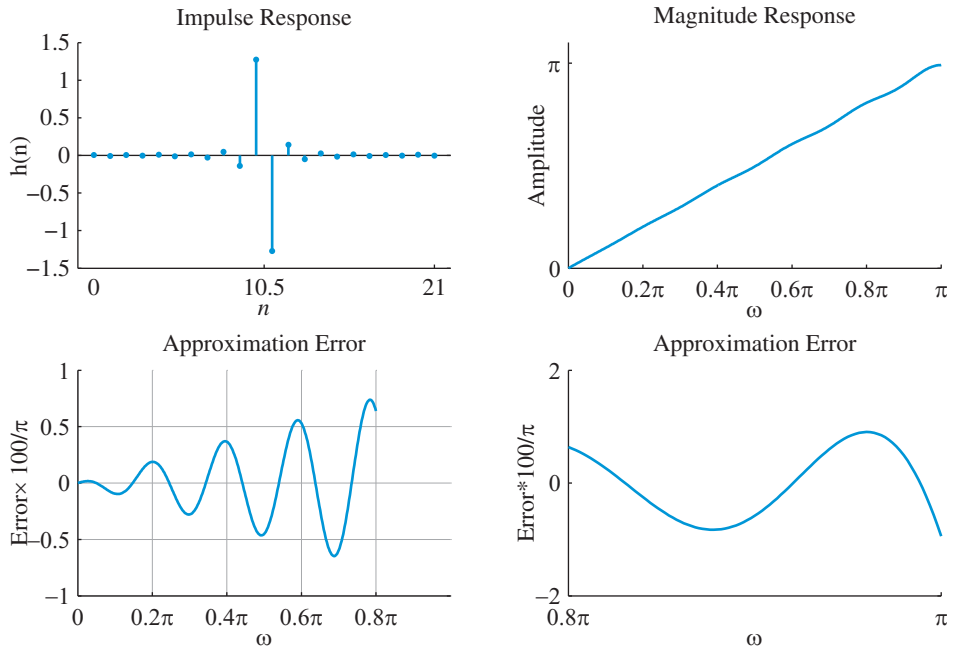 Impulse Response
1.5
1
0.5
0
−0.5
−1
−1.5
h(n)
0
10.5
21
n
Magnitude Response
π
0
Amplitude
0
0.2π
0.4π
0.6π
0.8π
π
ω
Approximation Error
1
0.5
0
−0.5
−1
Error× 100/π
0
0.2π
0.4π
0.6π
0.8π
ω
Approximation Error
2
0
−2
Error*100/π
0.8π
π
ω